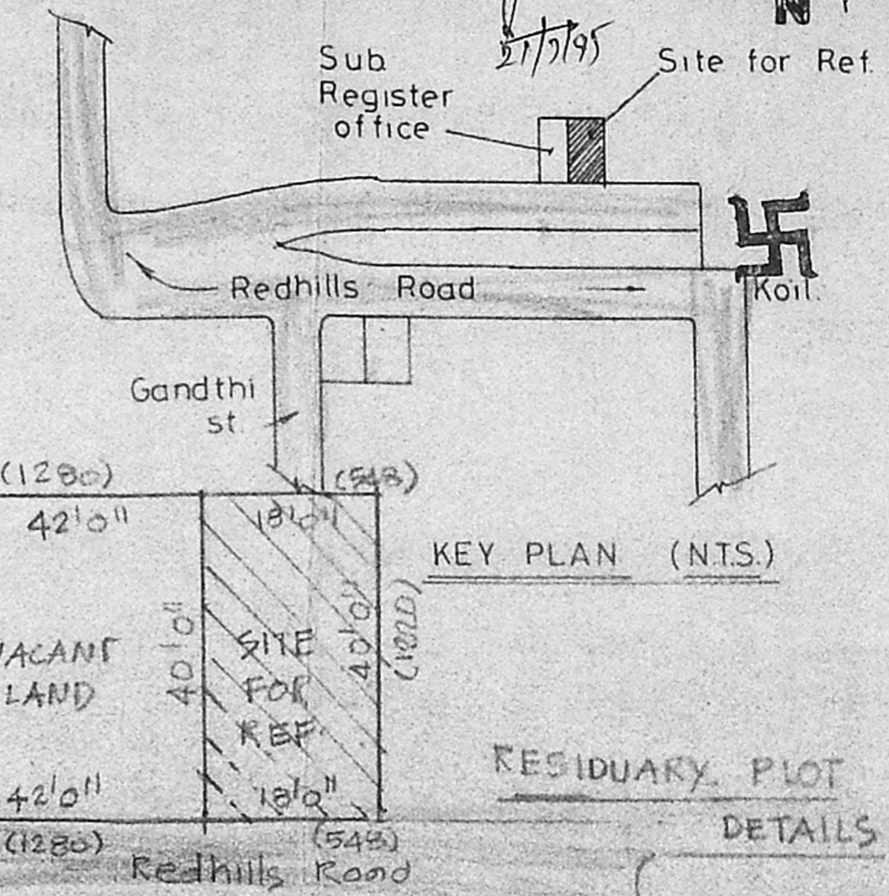 N
21/9/95
Sub
Register
office
Site for Ref.
Redhills Road
Koil.
Gandthi
st.
(1280)
(548)
42'0"
18'0"
KEY PLAN (N.T.S.)
40'0"
40'0"
(1220)
VACANT
LAND
SITE
FOR
REF
42'0"
18'0"
(1280)
(548)
Redhills Road
RESIDUARY PLOT
DETAILS